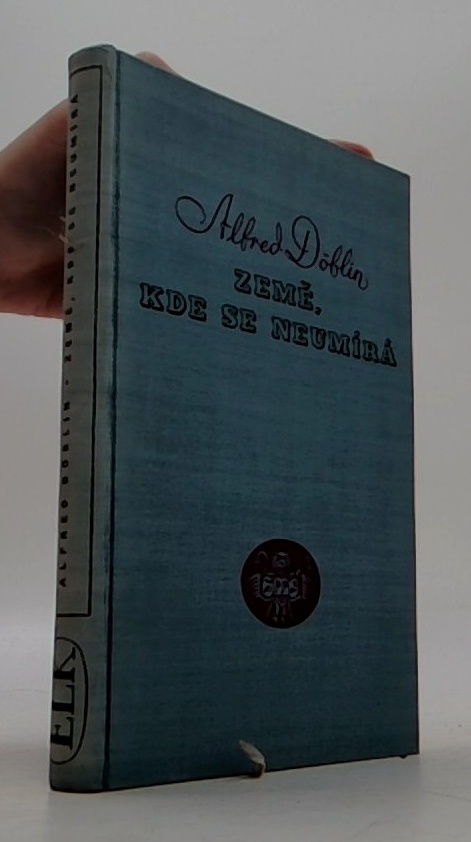 Alfred Döblin
ZEMĚ,
KDE SE NEUMÍRÁ
ALFRED DÖBLIN - ZEMĚ, KDE SE NEUMÍRÁ
ELK